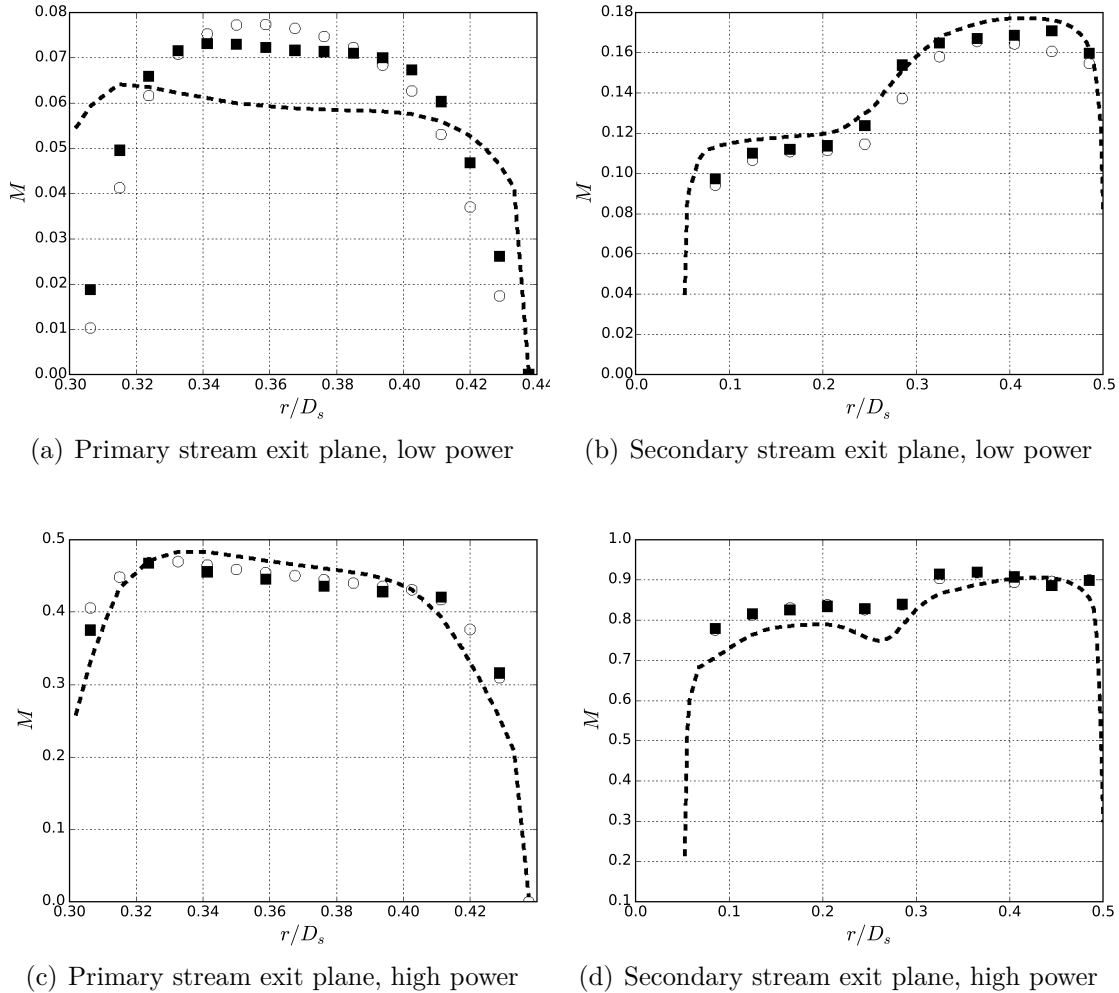 0.08
0.07
0.06
0.05
0.04
0.03
0.02
0.01
0.00
M
0.30 0.32 0.34 0.36 0.38 0.40 0.42 0.44
r/D_s
(a) Primary stream exit plane, low power
0.18
0.16
0.14
0.12
0.10
0.08
0.06
0.04
0.02
0.00
M
0.0 0.1 0.2 0.3 0.4 0.5
r/D_s
(b) Secondary stream exit plane, low power
0.5
0.4
0.3
0.2
0.1
0.0
M
0.30 0.32 0.34 0.36 0.38 0.40 0.42
r/D_s
(c) Primary stream exit plane, high power
1.0
0.9
0.8
0.7
0.6
0.5
0.4
0.3
0.2
0.1
M
0.0 0.1 0.2 0.3 0.4 0.5
r/D_s
(d) Secondary stream exit plane, high power